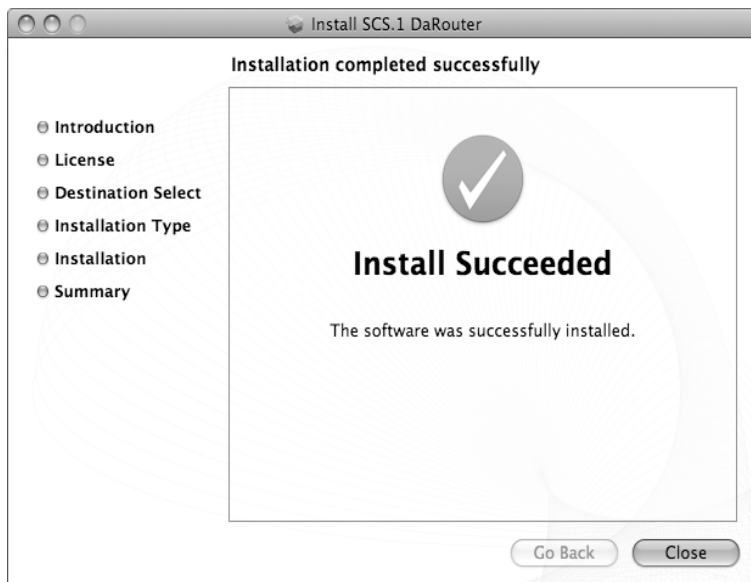 Install SCS.1 DaRouter
Installation completed successfully
Introduction
License
Destination Select
Installation Type
Installation
Summary
Install Succeeded
The software was successfully installed.
Go Back
Close